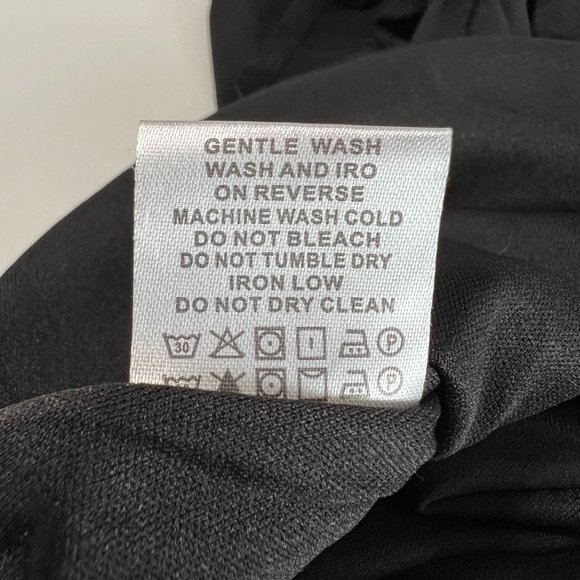 GENTLE WASH
WASH AND IRO
ON REVERSE
MACHINE WASH COLD
DO NOT BLEACH
DO NOT TUMBLE DRY
IRON LOW
DO NOT DRY CLEAN
30 P